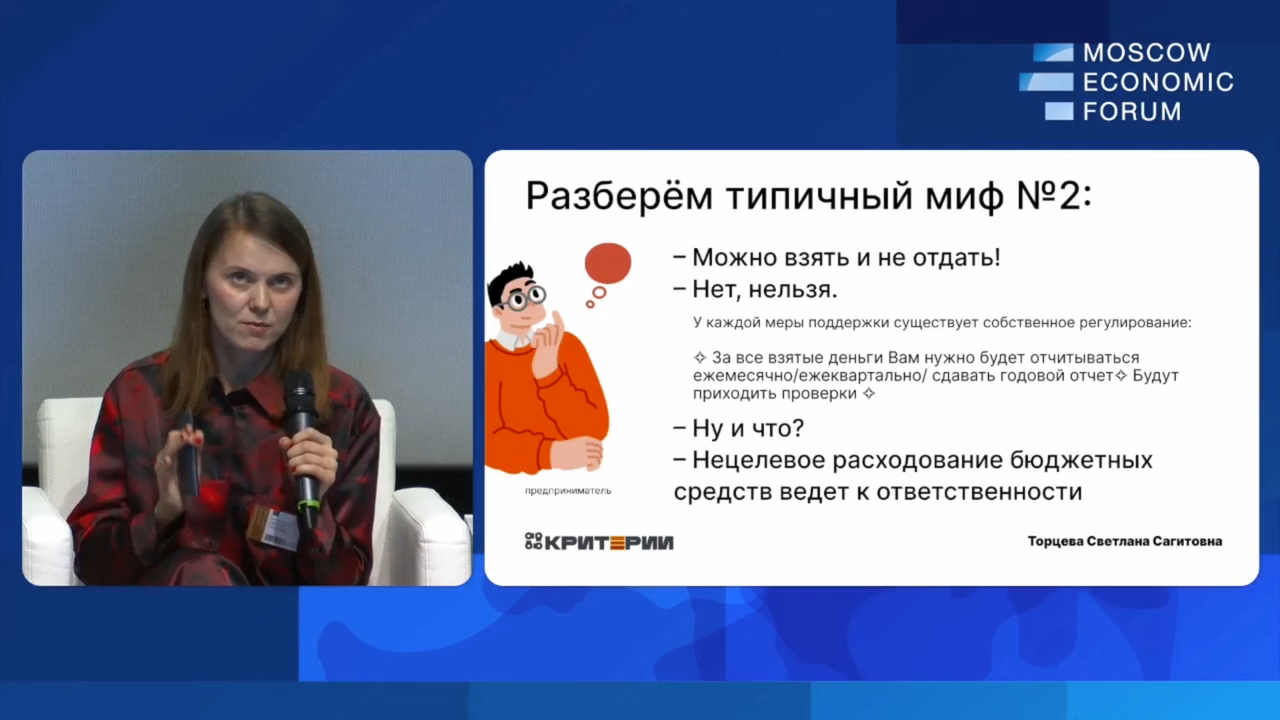 MOSCOW
ECONOMIC
FORUM
Разберём типичный миф №2:
– Можно взять и не отдать!
– Нет, нельзя.
У каждой меры поддержки существует собственное регулирование:
✧ За все взятые деньги Вам нужно будет отчитываться
ежемесячно/ежеквартально/ сдавать годовой отчет✧ Будут
приходить проверки ✧
– Ну и что?
– Нецелевое расходование бюджетных
средств ведет к ответственности
предприниматель
КРИТЕРИИ
Торцева Светлана Сагитовна